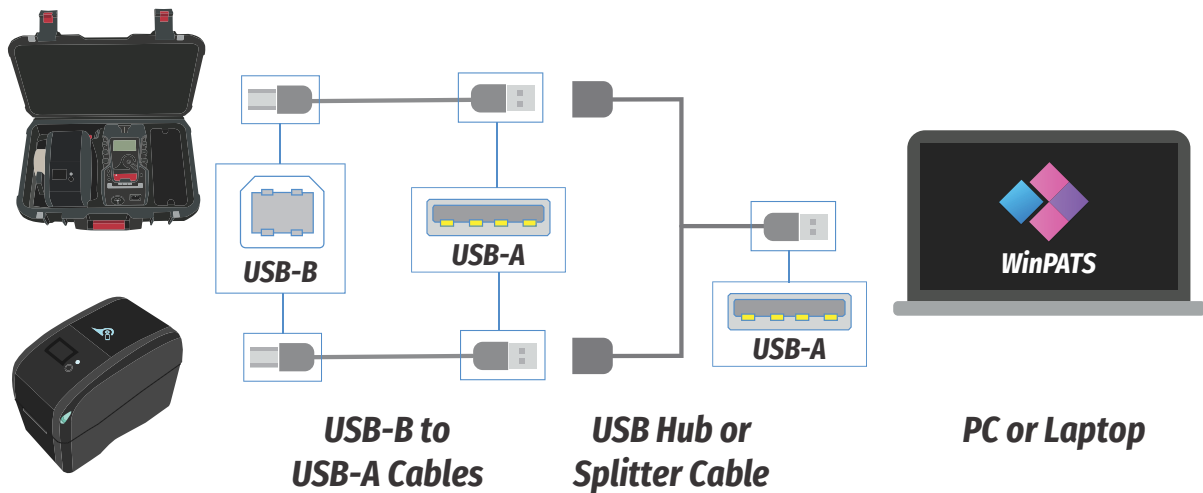 USB-B
USB-A
USB-A
WinPATS
USB-B to
USB-A Cables
USB Hub or
Splitter Cable
PC or Laptop